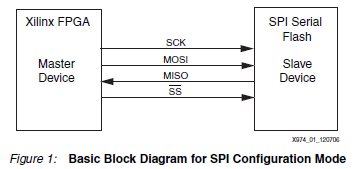 Xilinx FPGA
Master
Device
SCK
MOSI
MISO
SS
SPI Serial
Flash
Slave
Device
X974_01_120706
Figure 1: Basic Block Diagram for SPI Configuration Mode